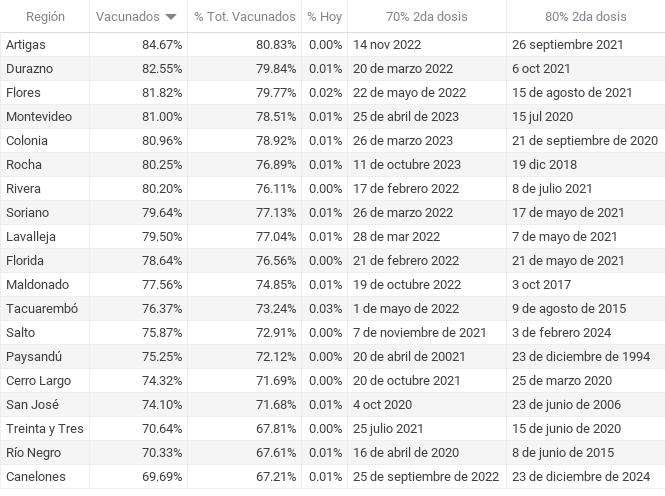 Región Vacunados % Tot. Vacunados % Hoy 70% 2da dosis 80% 2da dosis
Artigas 84.67% 80.83% 0.00% 14 nov 2022 26 septiembre 2021
Durazno 82.55% 79.84% 0.01% 20 de marzo 2022 6 oct 2021
Flores 81.82% 79.77% 0.02% 22 de mayo de 2022 15 de agosto de 2021
Montevideo 81.00% 78.51% 0.01% 25 de abril de 2023 15 jul 2020
Colonia 80.96% 78.92% 0.01% 26 de marzo 2023 21 de septiembre de 2020
Rocha 80.25% 76.89% 0.01% 11 de octubre 2023 19 dic 2018
Rivera 80.20% 76.11% 0.00% 17 de febrero 2022 8 de julio 2021
Soriano 79.64% 77.13% 0.01% 26 de marzo 2022 17 de mayo de 2021
Lavalleja 79.50% 77.04% 0.01% 28 de mar 2022 7 de mayo de 2021
Florida 78.64% 76.56% 0.00% 21 de febrero 2022 21 de mayo de 2021
Maldonado 77.56% 74.85% 0.01% 19 de octubre 2022 3 oct 2017
Tacuarembó 76.37% 73.24% 0.03% 1 de mayo de 2022 9 de agosto de 2015
Salto 75.87% 72.91% 0.00% 7 de noviembre de 2021 3 de febrero 2024
Paysandú 75.25% 72.12% 0.00% 20 de abril de 20021 23 de diciembre de 1994
Cerro Largo 74.32% 71.69% 0.00% 20 de octubre 2021 25 de marzo 2020
San José 74.10% 71.68% 0.01% 4 oct 2020 23 de junio de 2006
Treinta y Tres 70.64% 67.81% 0.00% 25 julio 2021 15 de junio de 2020
Río Negro 70.33% 67.61% 0.01% 16 de abril de 2020 8 de junio de 2015
Canelones 69.69% 67.21% 0.01% 25 de septiembre de 2022 23 de diciembre de 2024